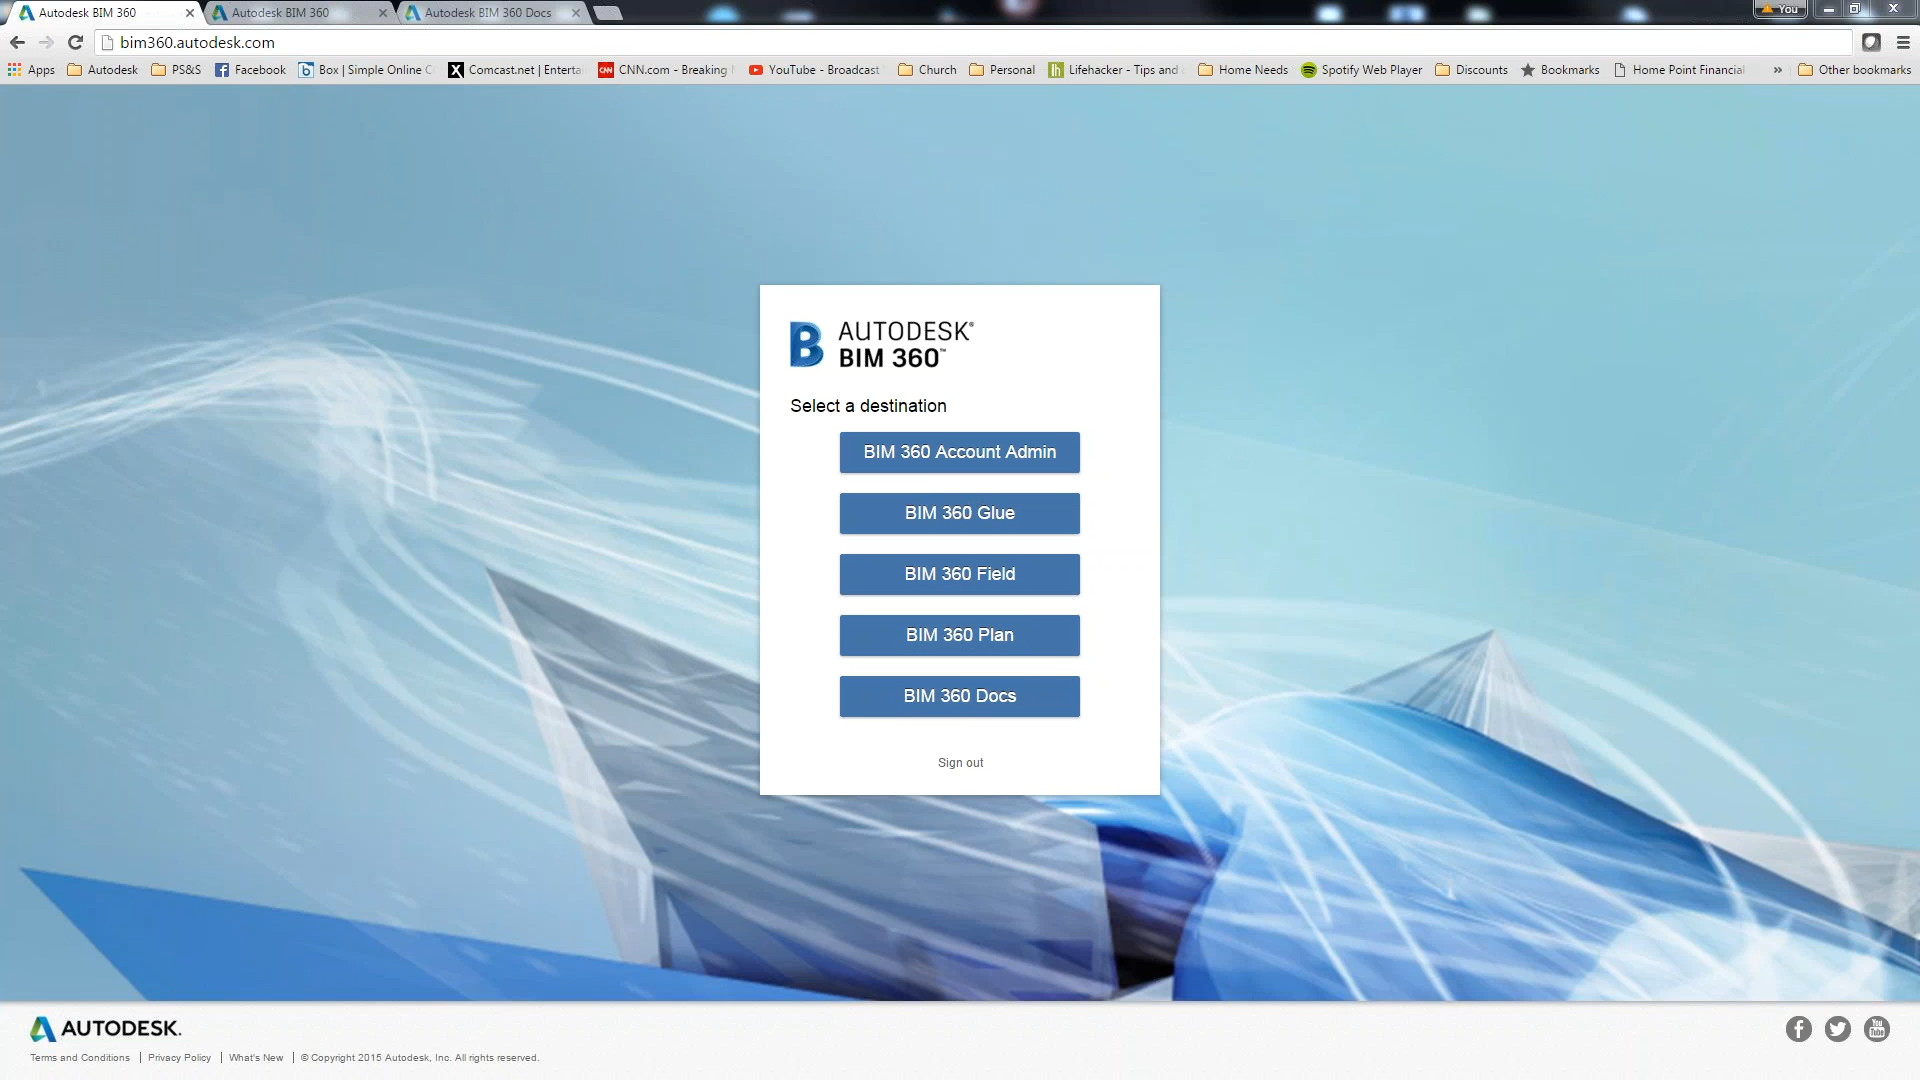 Autodesk BIM 360
Autodesk BIM 360
Autodesk BIM 360 Docs
You
bim360.autodesk.com
Apps
Autodesk
PS&S
Facebook
Box | Simple Online C
Comcast.net | Enterta
CNN.com - Breaking
YouTube - Broadcast
Church
Personal
Lifehacker - Tips and
Home Needs
Spotify Web Player
Discounts
Bookmarks
Home Point Financial
»
Other bookmarks
AUTODESK®
BIM 360™
Select a destination
BIM 360 Account Admin
BIM 360 Glue
BIM 360 Field
BIM 360 Plan
BIM 360 Docs
Sign out
AUTODESK.
Terms and Conditions | Privacy Policy | What's New | © Copyright 2015 Autodesk, Inc. All rights reserved.